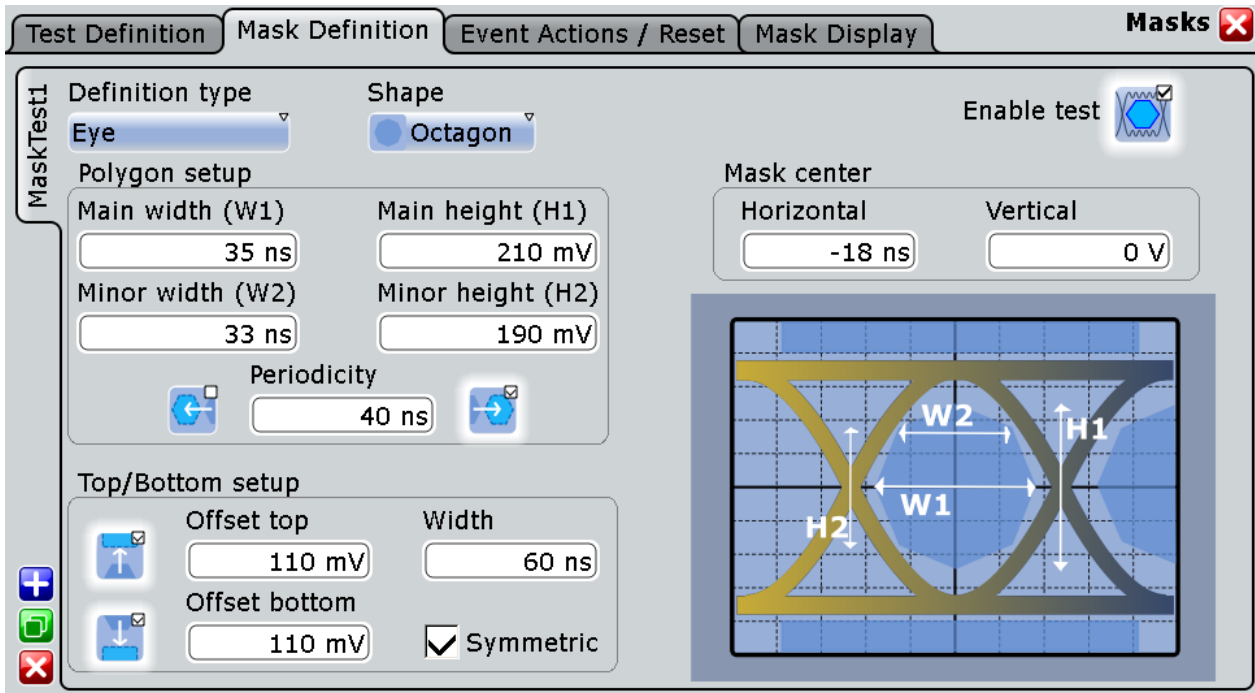 Test Definition Mask Definition Event Actions / Reset Mask Display Masks
MaskTest1
Definition type Shape
Eye Octagon Enable test
Polygon setup Mask center
Main width (W1) Main height (H1) Horizontal Vertical
35 ns 210 mV -18 ns 0 V
Minor width (W2) Minor height (H2)
33 ns 190 mV
Periodicity
40 ns
W2 H1
W1
H2
Top/Bottom setup
Offset top Width
110 mV 60 ns
Offset bottom
110 mV Symmetric